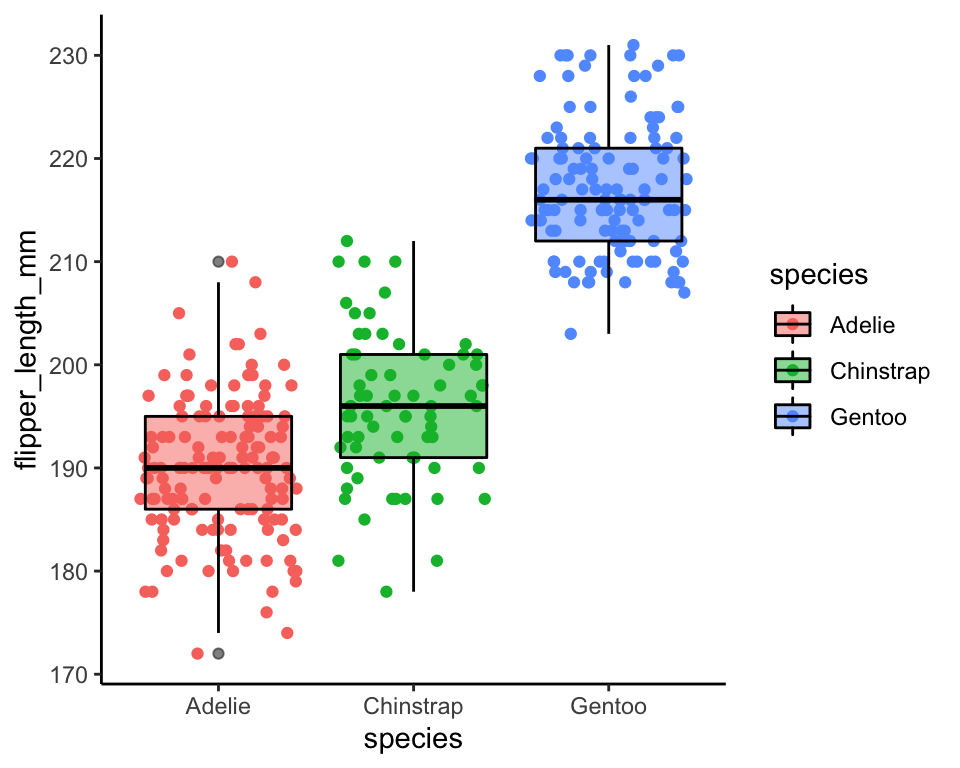 230
220
210
200
190
180
170
flipper_length_mm
Adelie
Chinstrap
Gentoo
species
species
Adelie
Chinstrap
Gentoo